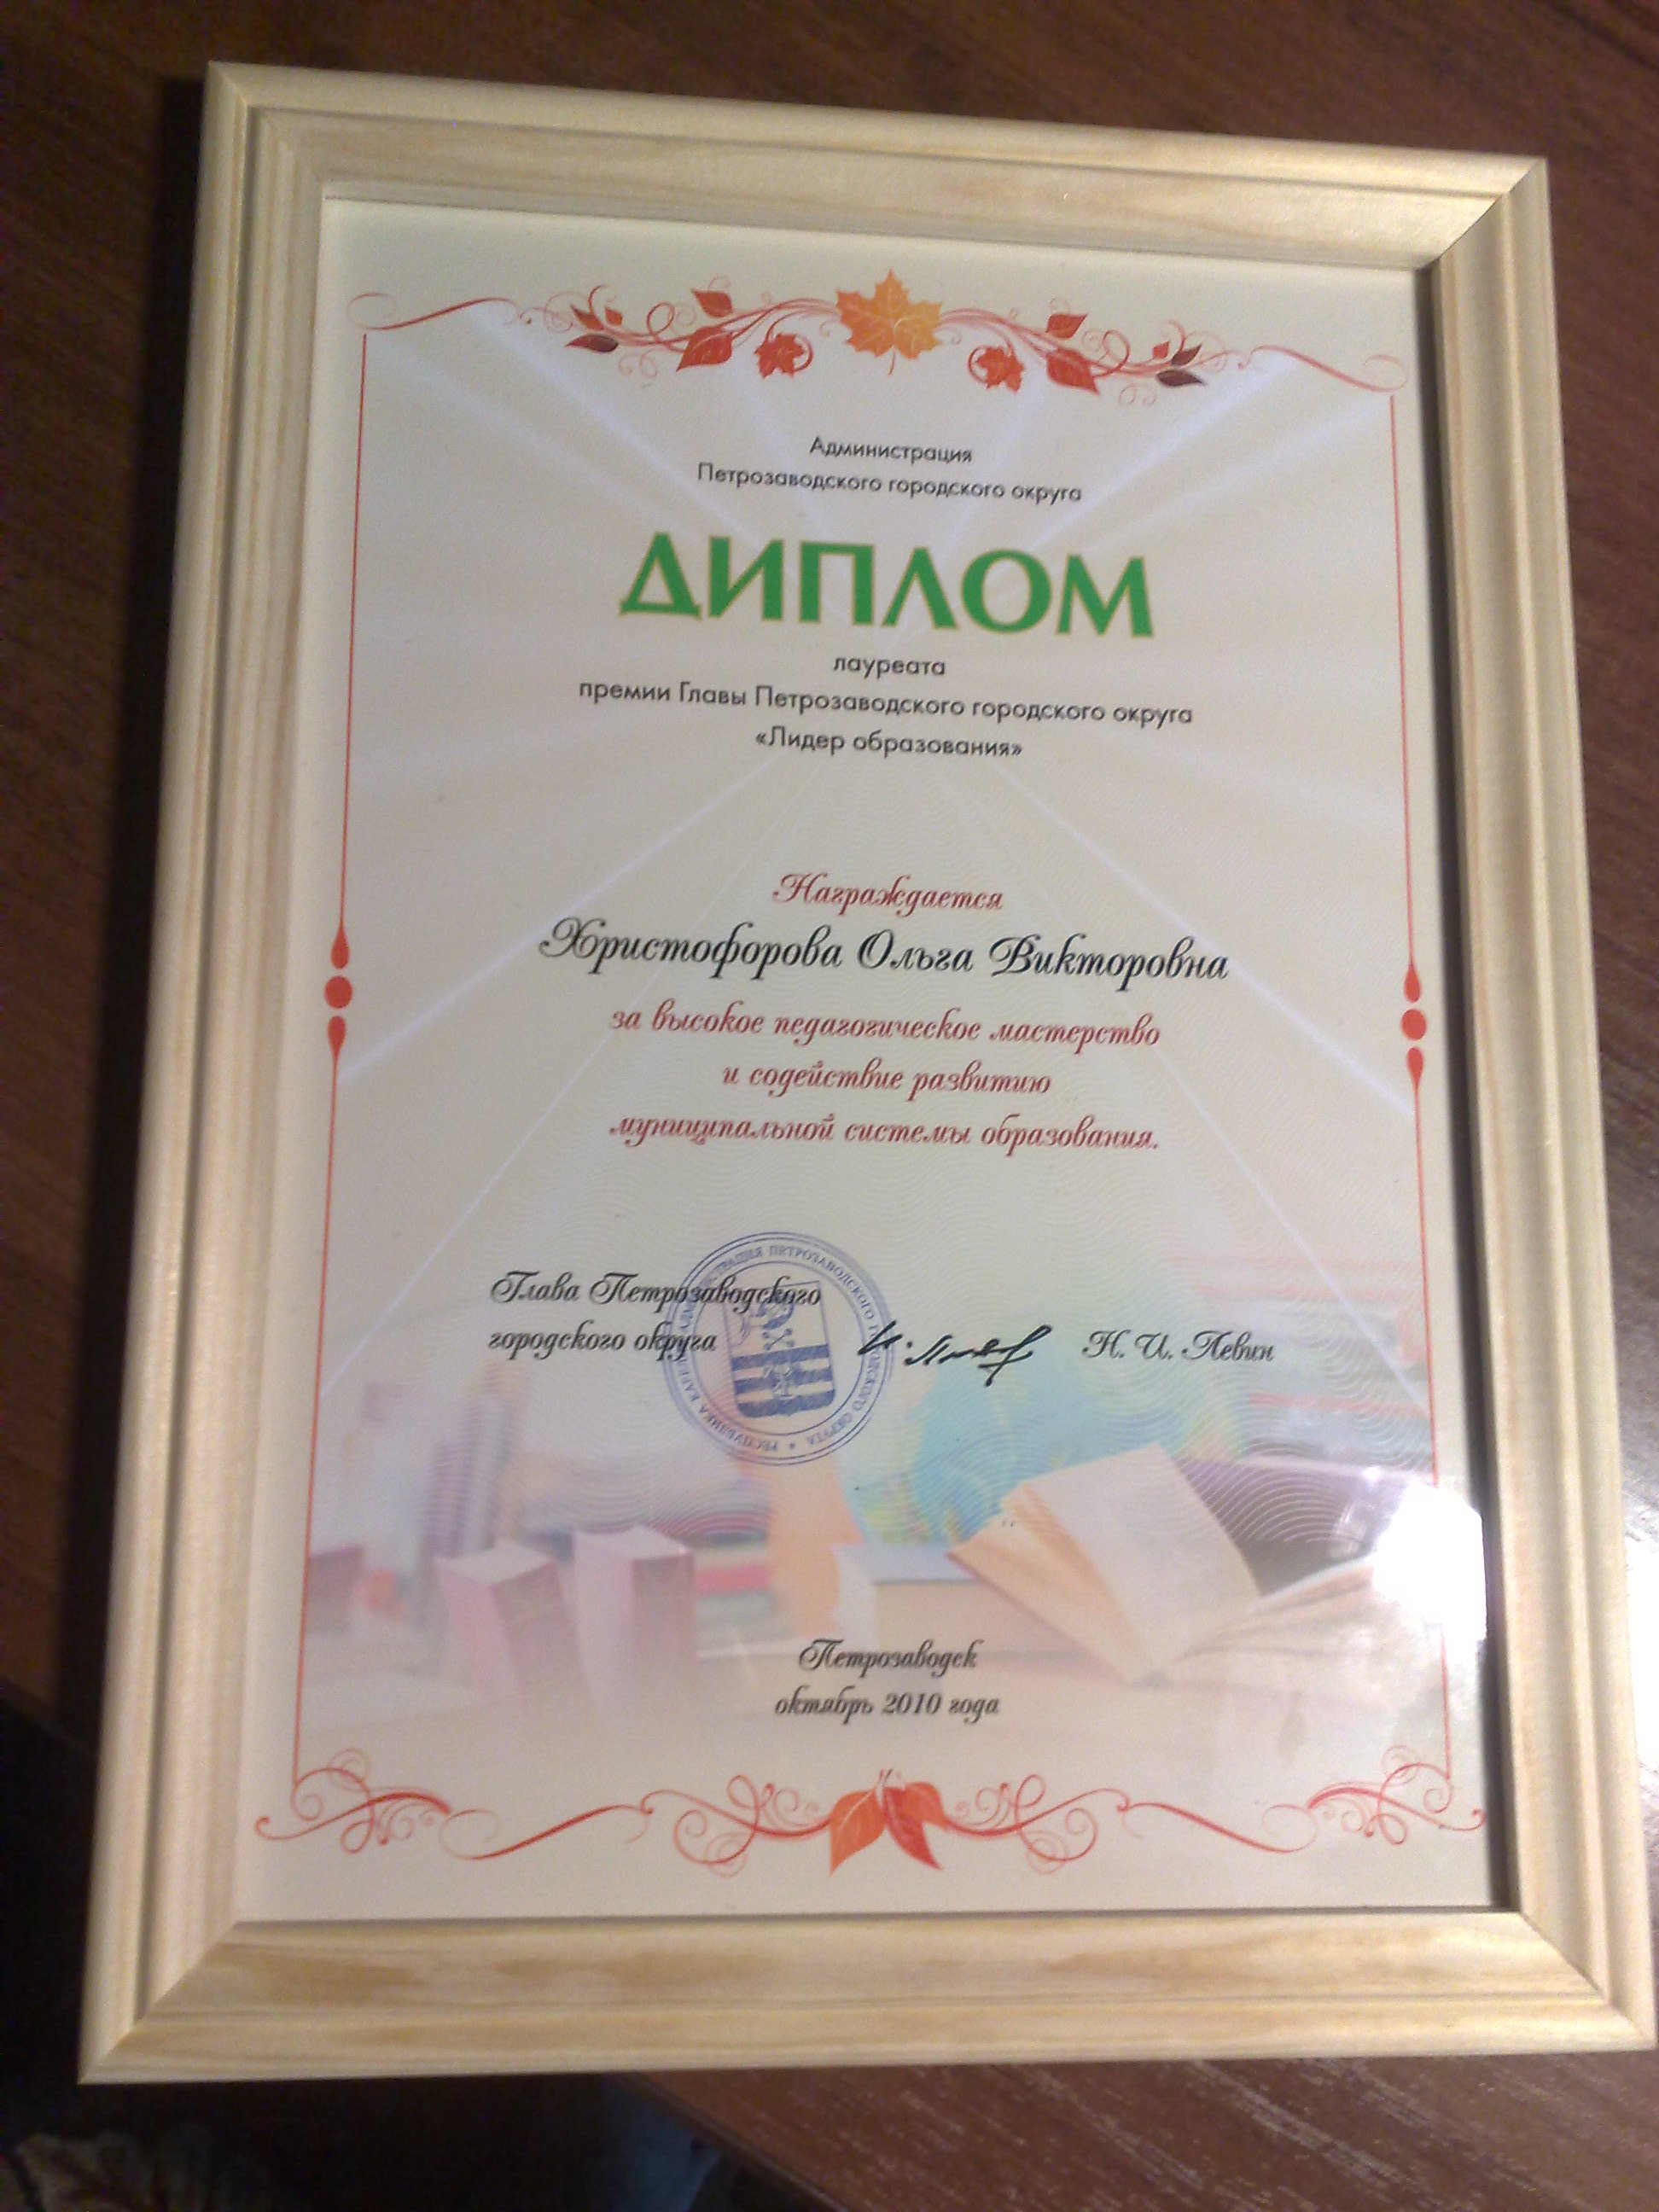 Администрация
Петрозаводского городского округа
ДИПЛОМ
лауреата
премии Главы Петрозаводского городского округа
«Лидер образования»
Награждается
Христофорова Ольга Викторовна
за высокое педагогическое мастерство
и содействие развитию
муниципальной системы образования.
Глава Петрозаводского
городского округа
Н. И. Левин
АДМИНИСТРАЦИЯ ПЕТРОЗАВОДСКОГО ГОРОДСКОГО ОКРУГА * РЕСПУБЛИКА
Петрозаводск
октябрь 2010 года